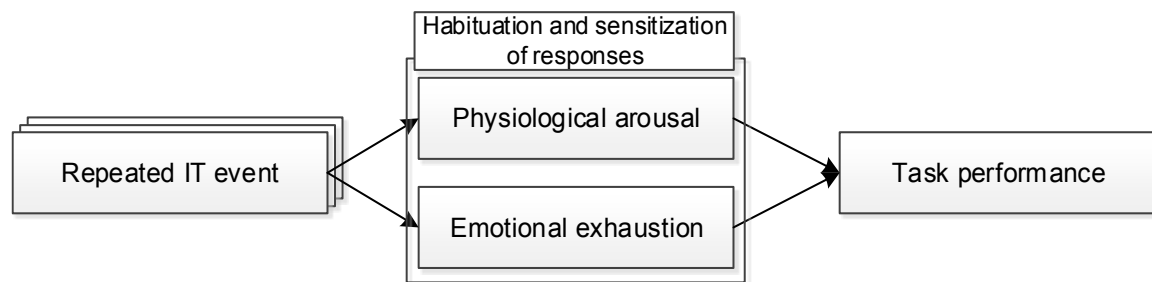 Habituation and sensitization
of responses
Physiological arousal
Repeated IT event
Task performance
Emotional exhaustion